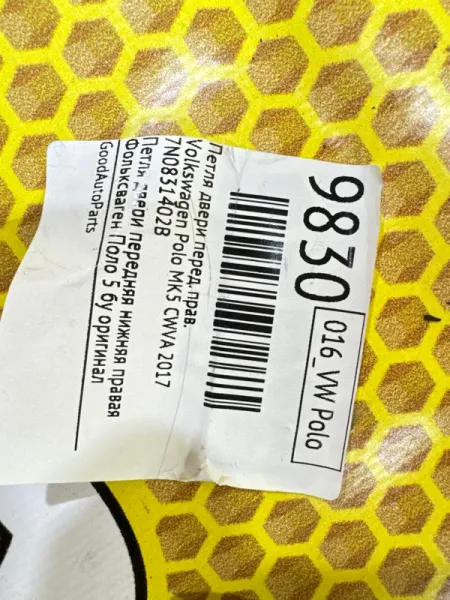 9830
016_VW Polo
Петля двери перед. прав.
Volkswagen Polo MK5 CWVA 2017
7N0831402B
Петля двери передняя нижняя правая
Фольксваген Поло 5 бу оригинал
GoodAutoParts